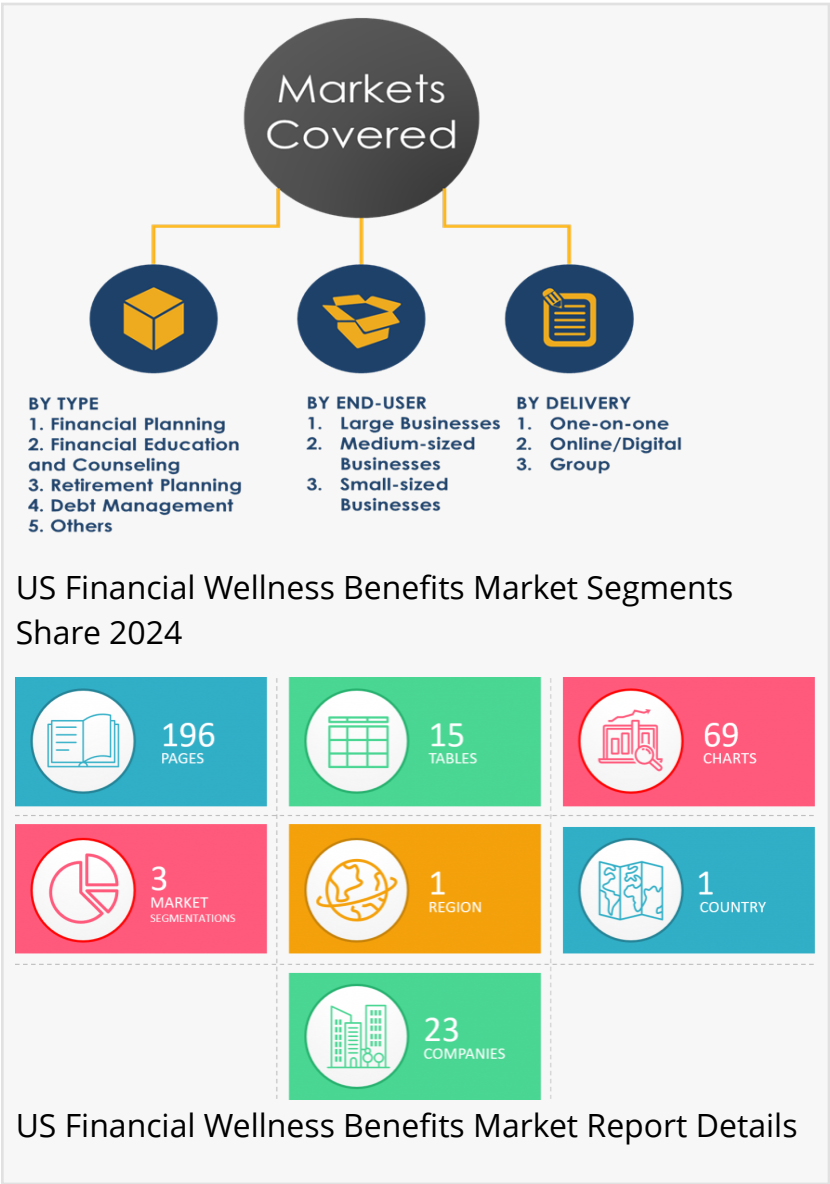 Markets
Covered
BY TYPE
1. Financial Planning
2. Financial Education
and Counseling
3. Retirement Planning
4. Debt Management
5. Others
BY END-USER
1. Large Businesses
2. Medium-sized
Businesses
3. Small-sized
Businesses
BY DELIVERY
1. One-on-one
2. Online/Digital
3. Group
US Financial Wellness Benefits Market Segments
Share 2024
196
PAGES
15
TABLES
69
CHARTS
3
MARKET
SEGMENTATIONS
1
REGION
1
COUNTRY
23
COMPANIES
US Financial Wellness Benefits Market Report Details